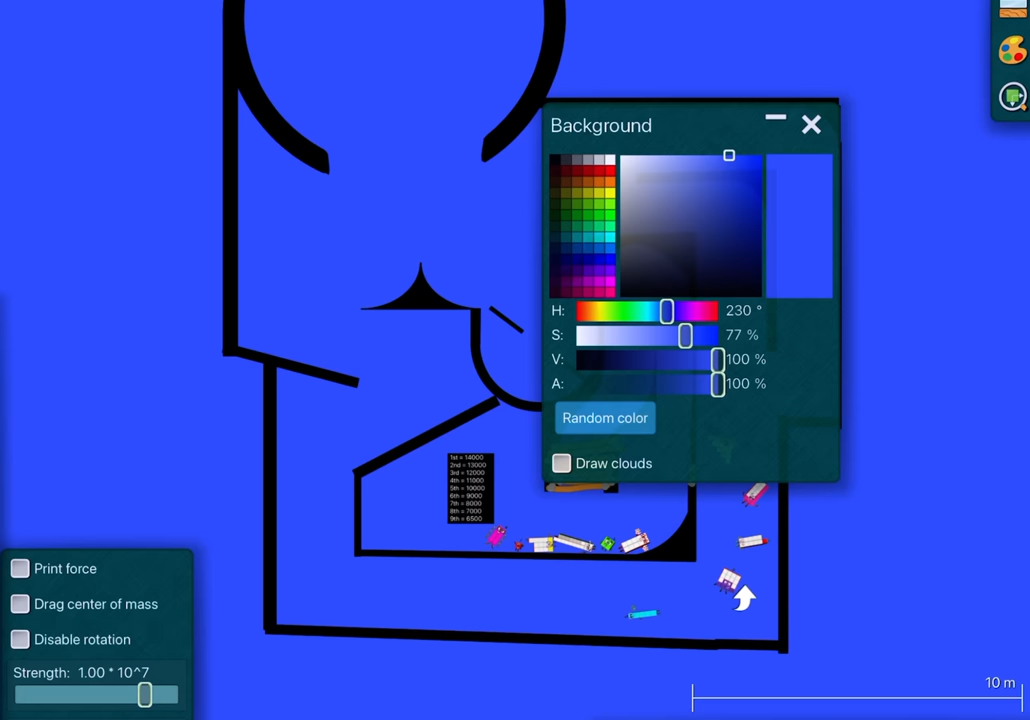 Background
H: 230 °
S: 77 %
V: 100 %
A: 100 %
Random color
Draw clouds
1st = 14000
2nd = 13000
3rd = 12000
4th = 11000
5th = 10000
6th = 9000
7th = 8000
8th = 7000
9th = 6500
Print force
Drag center of mass
Disable rotation
Strength: 1.00 * 10^7
10 m